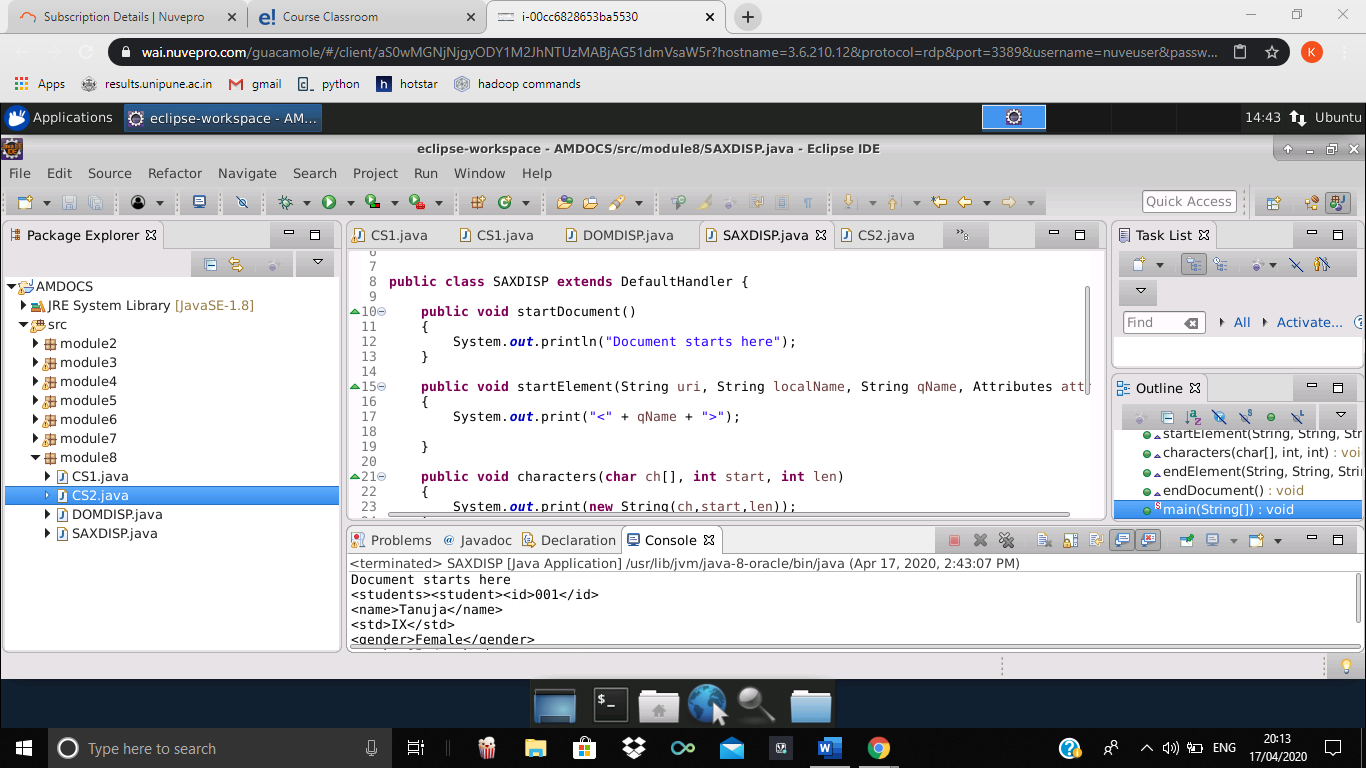 Subscription Details | Nuvepro
Course Classroom
i-00cc6828653ba5530
wai.nuvepro.com/guacamole/#/client/aS0wMGNjNjgyODY1M2JhNTUzMABjAG51dmVsaW5r?hostname=3.6.210.12&protocol=rdp&port=3389&username=nuveuser&passw...
K
Apps results.unipune.ac.in gmail python hotstar hadoop commands
Applications eclipse-workspace - AM... 14:43 Ubuntu
eclipse-workspace - AMDOCS/src/module8/SAXDISP.java - Eclipse IDE
File Edit Source Refactor Navigate Search Project Run Window Help
Quick Access
Package Explorer
AMDOCS
JRE System Library [JavaSE-1.8]
src
module2
module3
module4
module5
module6
module7
module8
CS1.java
CS2.java
DOMDISP.java
SAXDISP.java
CS1.java CS1.java DOMDISP.java SAXDISP.java CS2.java »8
6
7
8 public class SAXDISP extends DefaultHandler {
9
10 public void startDocument()
11 {
12 System.out.println("Document starts here");
13 }
14
15 public void startElement(String uri, String localName, String qName, Attributes attr
16 {
17 System.out.print("<" + qName + ">");
18
19 }
20
21 public void characters(char ch[], int start, int len)
22 {
23 System.out.print(new String(ch,start,len));
Task List
Find All Activate...
Outline
startElement(String, String, Str
characters(char[], int, int) : voi
endElement(String, String, Strin
endDocument() : void
main(String[]) : void
Problems Javadoc Declaration Console
<terminated> SAXDISP [Java Application] /usr/lib/jvm/java-8-oracle/bin/java (Apr 17, 2020, 2:43:07 PM)
Document starts here
<students><student><id>001</id>
<name>Tanuja</name>
<std>IX</std>
<gender>Female</gender>
Type here to search
ENG
20:13
17/04/2020